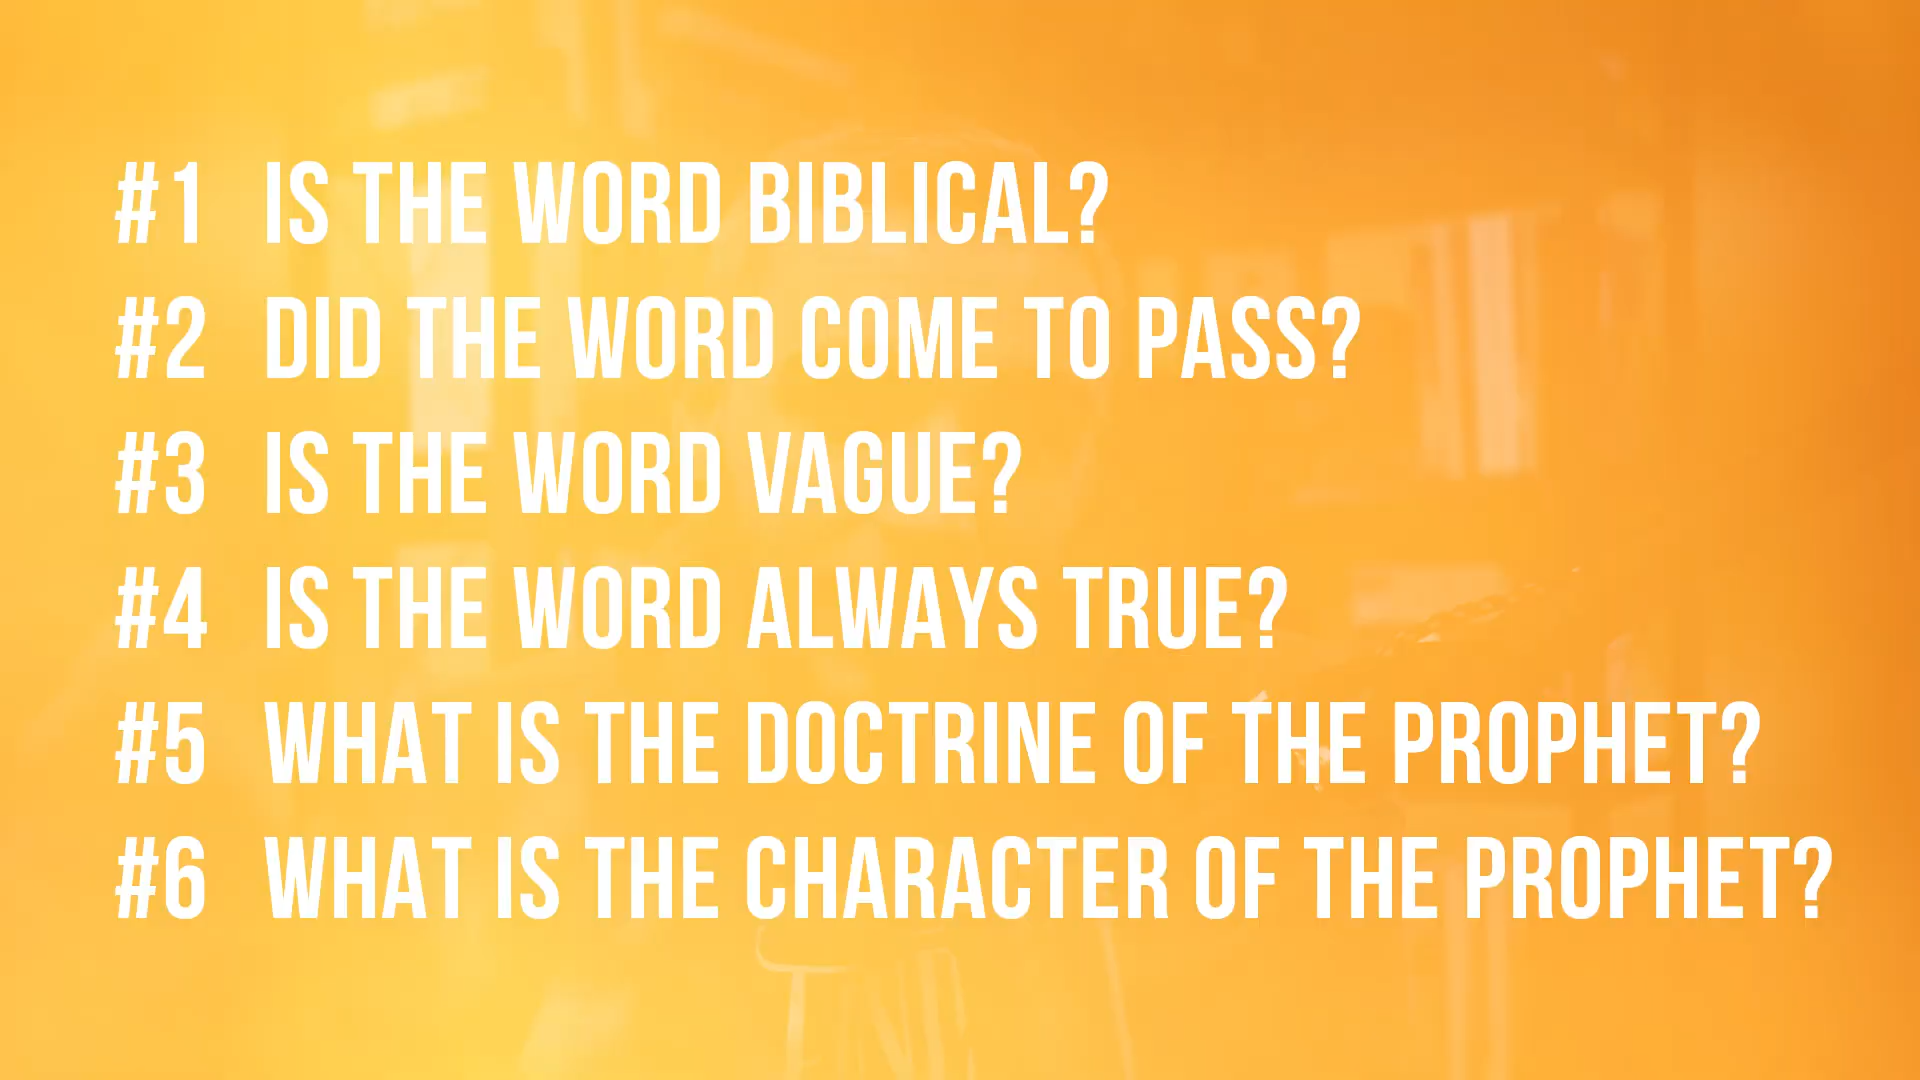 #1 IS THE WORD BIBLICAL?
#2 DID THE WORD COME TO PASS?
#3 IS THE WORD VAGUE?
#4 IS THE WORD ALWAYS TRUE?
#5 WHAT IS THE DOCTRINE OF THE PROPHET?
#6 WHAT IS THE CHARACTER OF THE PROPHET?